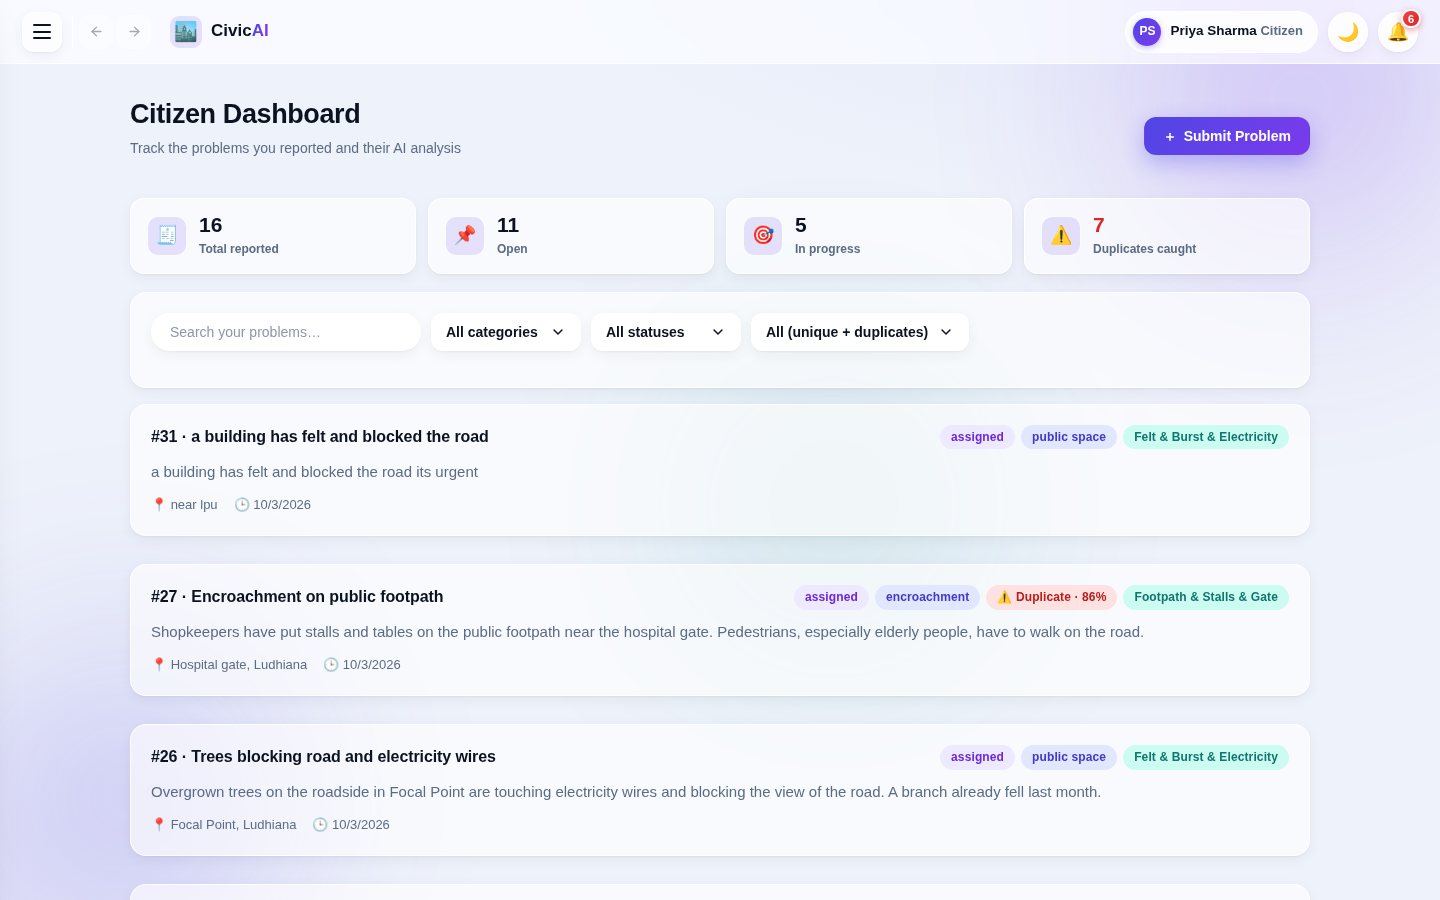 CivicAI
PS Priya Sharma Citizen
6
Citizen Dashboard
Track the problems you reported and their AI analysis
+ Submit Problem
16
Total reported
11
Open
5
In progress
7
Duplicates caught
Search your problems…
All categories
All statuses
All (unique + duplicates)
#31 · a building has felt and blocked the road
assigned
public space
Felt & Burst & Electricity
a building has felt and blocked the road its urgent
near lpu
10/3/2026
#27 · Encroachment on public footpath
assigned
encroachment
Duplicate · 86%
Footpath & Stalls & Gate
Shopkeepers have put stalls and tables on the public footpath near the hospital gate. Pedestrians, especially elderly people, have to walk on the road.
Hospital gate, Ludhiana
10/3/2026
#26 · Trees blocking road and electricity wires
assigned
public space
Felt & Burst & Electricity
Overgrown trees on the roadside in Focal Point are touching electricity wires and blocking the view of the road. A branch already fell last month.
Focal Point, Ludhiana
10/3/2026